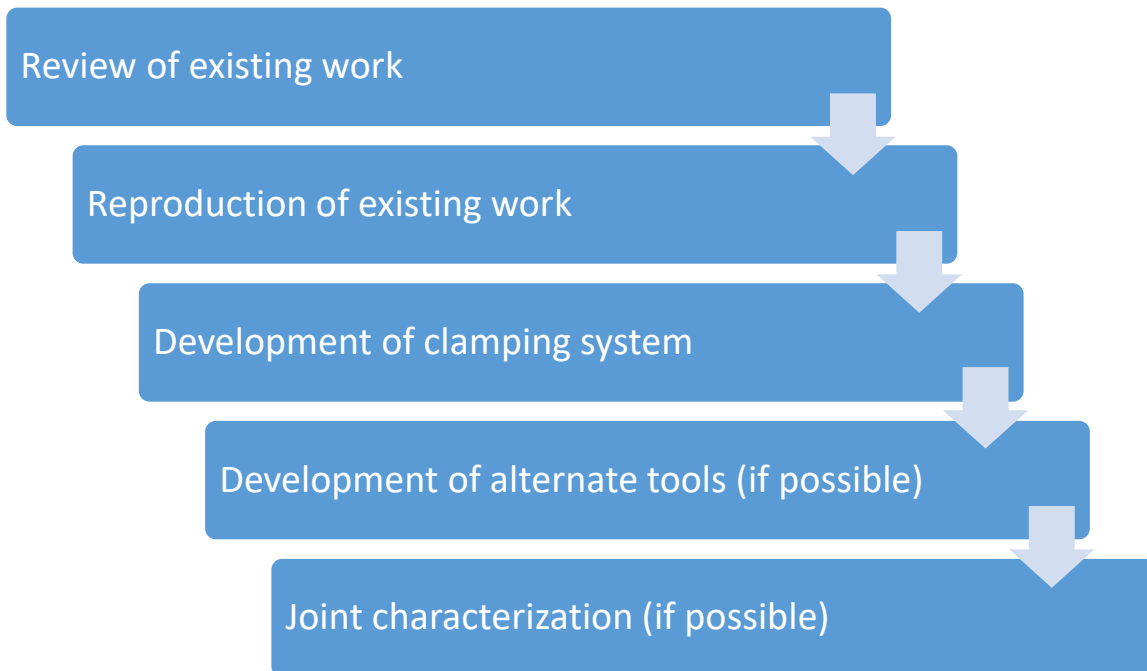 Review of existing work
Reproduction of existing work
Development of clamping system
Development of alternate tools (if possible)
Joint characterization (if possible)